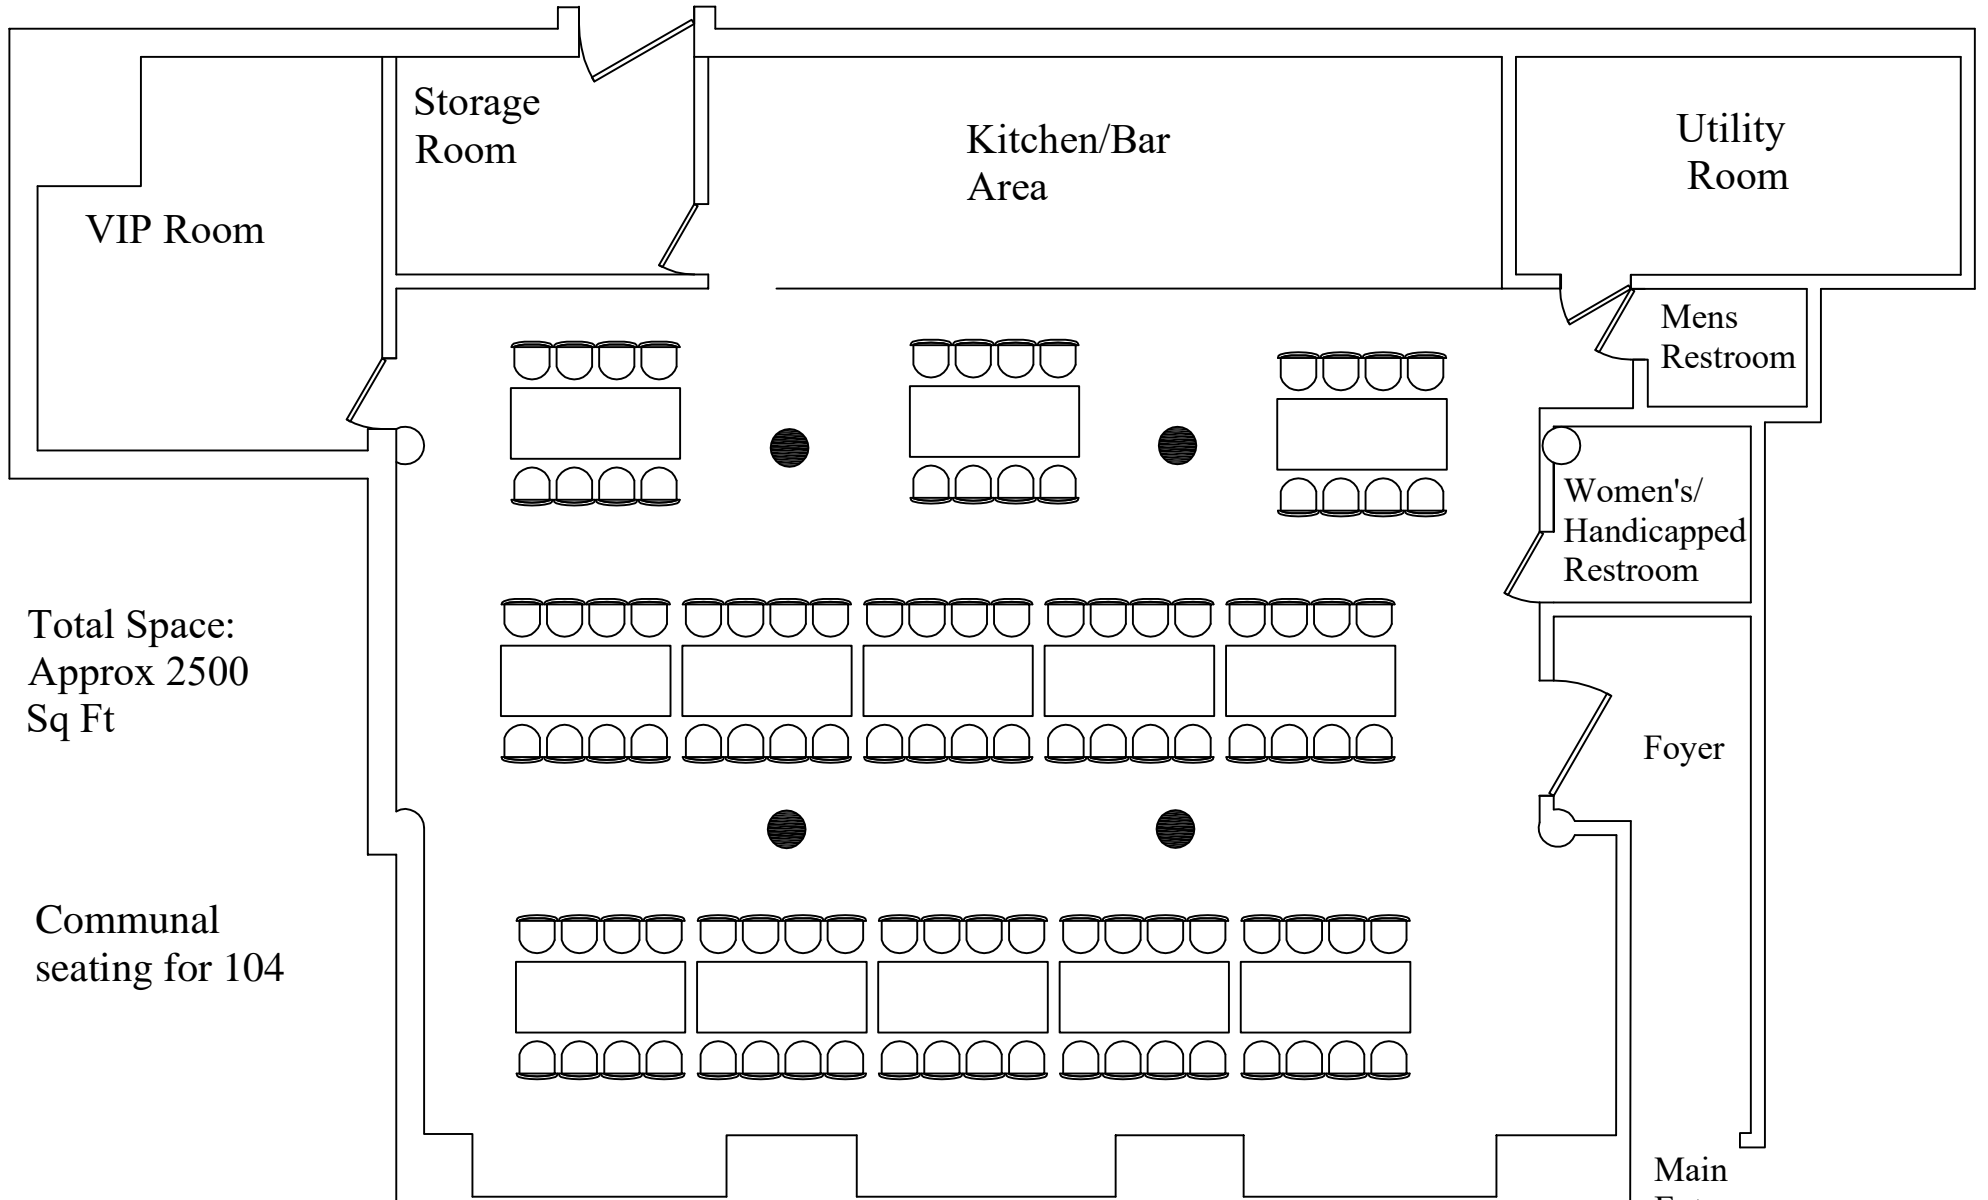 Storage
Room
Kitchen/Bar
Area
Utility
Room
VIP Room
Mens
Restroom
Women's/
Handicapped
Restroom
Total Space:
Approx 2500
Sq Ft
Foyer
Communal
seating for 104
Main